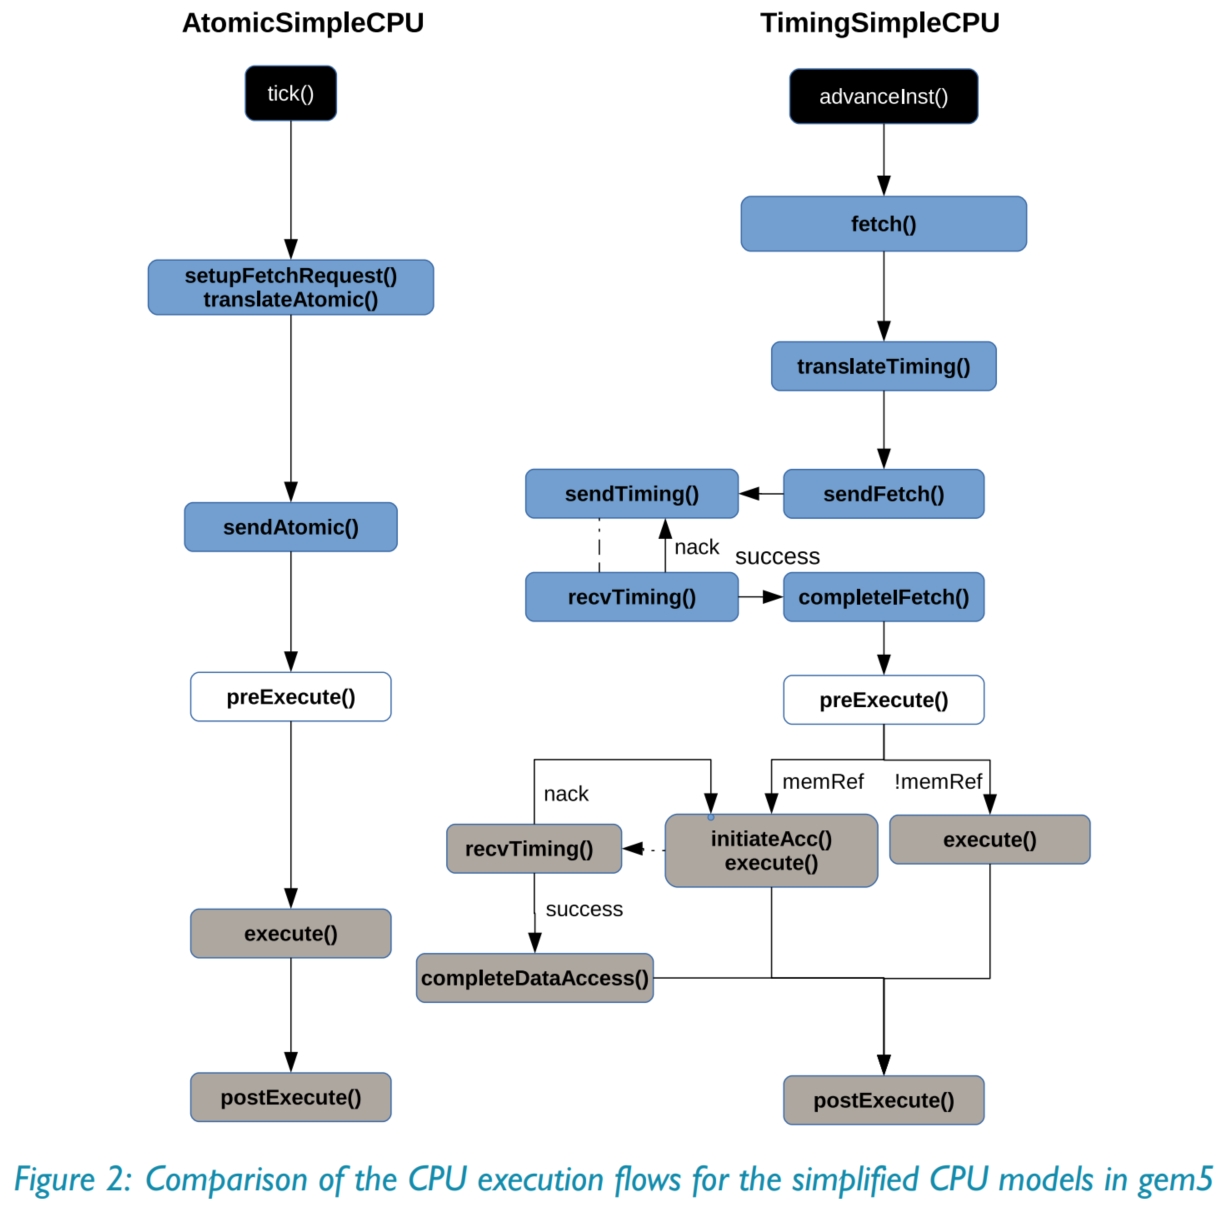 AtomicSimpleCPU
tick()
setupFetchRequest()
translateAtomic()
sendAtomic()
preExecute()
execute()
postExecute()
TimingSimpleCPU
advanceInst()
fetch()
translateTiming()
sendTiming()
sendFetch()
nack
success
recvTiming()
completeIFetch()
preExecute()
memRef
!memRef
nack
recvTiming()
initiateAcc()
execute()
execute()
success
completeDataAccess()
postExecute()
Figure 2: Comparison of the CPU execution flows for the simplified CPU models in gem5